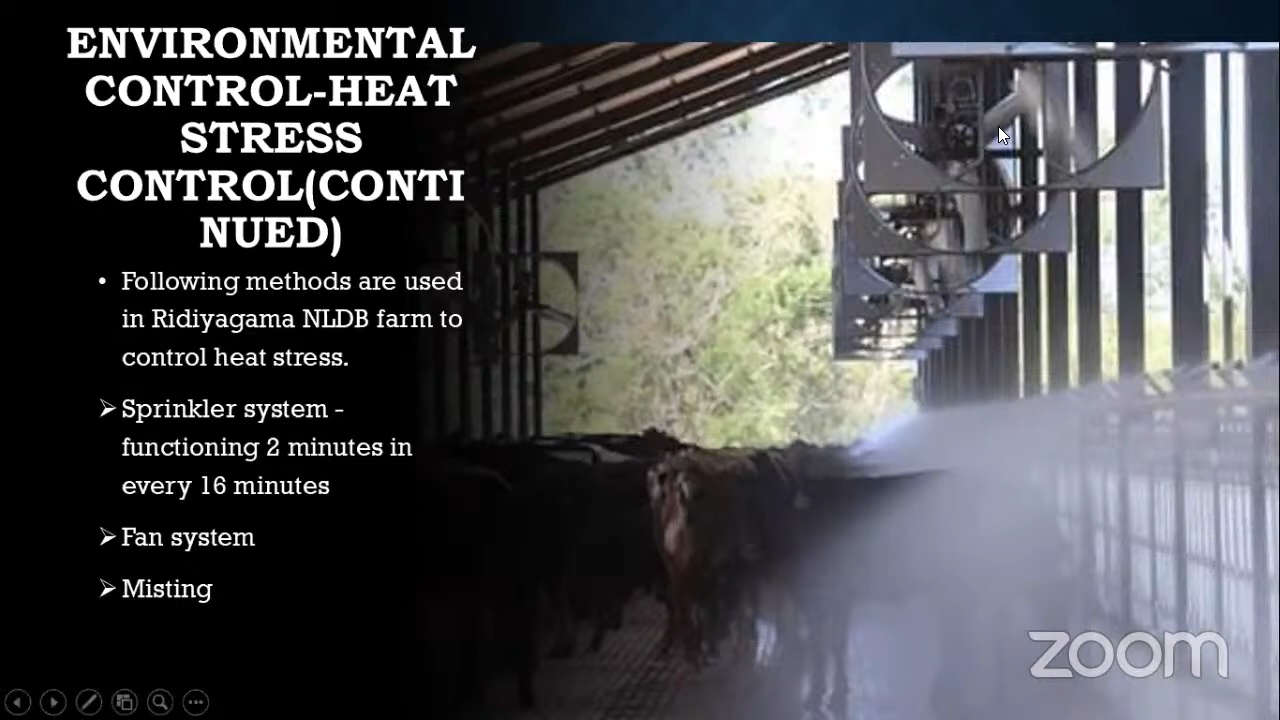 ENVIRONMENTAL
CONTROL-HEAT
STRESS
CONTROL(CONTI
NUED)
• Following methods are used
in Ridiyagama NLDB farm to
control heat stress.
➢ Sprinkler system -
functioning 2 minutes in
every 16 minutes
➢ Fan system
➢ Misting
zoom